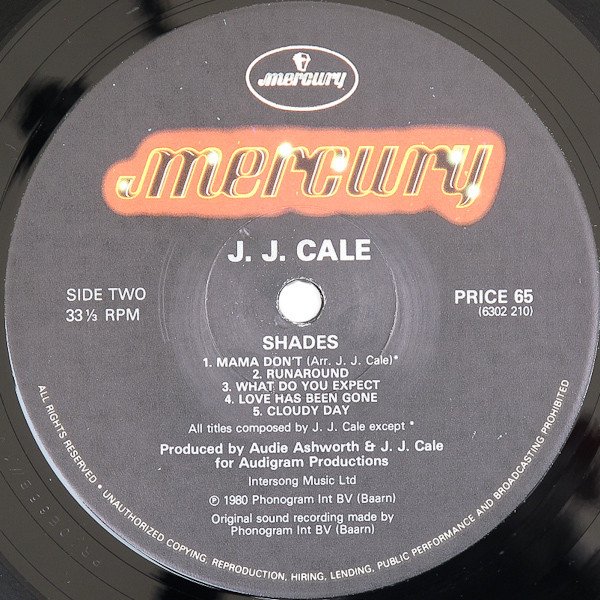 mercury
mercury
J. J. CALE
SIDE TWO
33 ⅓ RPM
PRICE 65
(6302 210)
SHADES
1. MAMA DON'T (Arr. J. J. Cale)*
2. RUNAROUND
3. WHAT DO YOU EXPECT
4. LOVE HAS BEEN GONE
5. CLOUDY DAY
All titles composed by J. J. Cale except *
Produced by Audie Ashworth & J. J. Cale
for Audigram Productions
Intersong Music Ltd
℗ 1980 Phonogram Int BV (Baarn)
Original sound recording made by
Phonogram Int BV (Baarn)
ALL RIGHTS RESERVED • UNAUTHORIZED COPYING, REPRODUCTION, HIRING, LENDING, PUBLIC PERFORMANCE AND BROADCASTING PROHIBITED